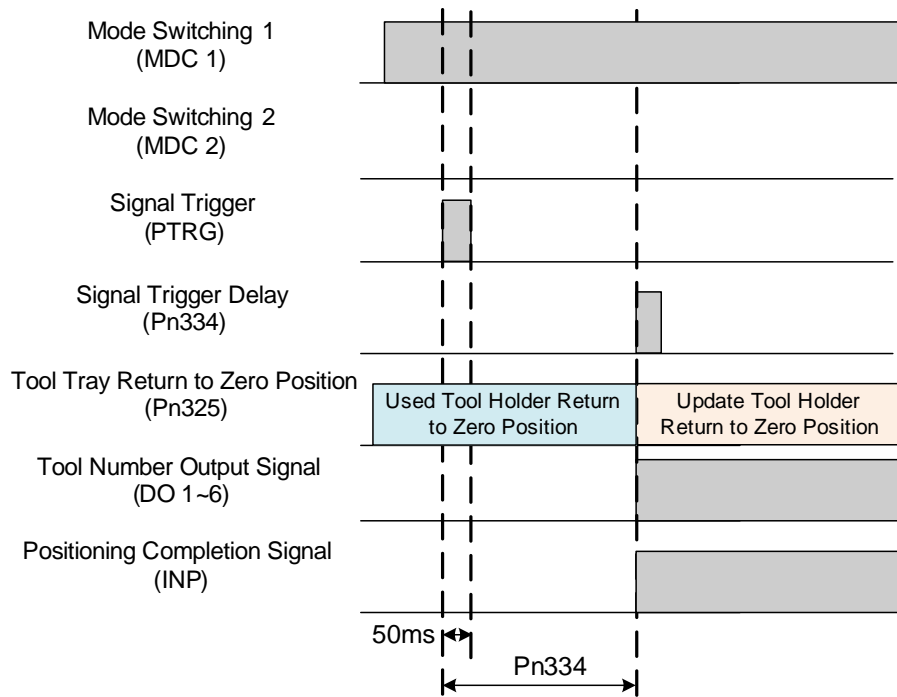 Mode Switching 1
(MDC 1)
Mode Switching 2
(MDC 2)
Signal Trigger
(PTRG)
Signal Trigger Delay
(Pn334)
Tool Tray Return to Zero Position
(Pn325)
Used Tool Holder Return
to Zero Position
Update Tool Holder
Return to Zero Position
Tool Number Output Signal
(DO 1~6)
Positioning Completion Signal
(INP)
50ms
Pn334